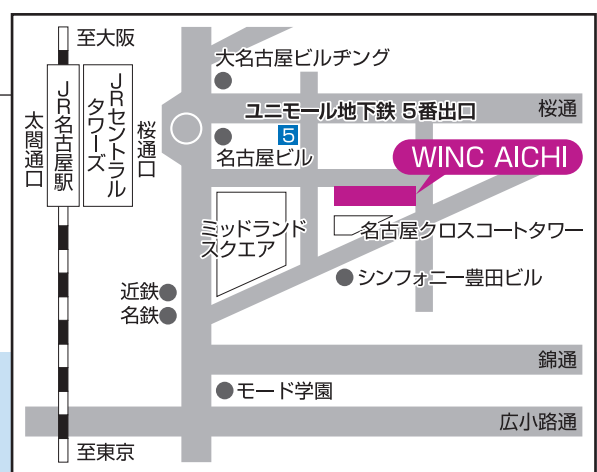 至大阪
大名古屋ビルヂング
JR名古屋駅
JRセントラル
タワーズ
太閤通口
桜通口
ユニモール地下鉄 5番出口
桜通
5
名古屋ビル
WINC AICHI
ミッドランド
スクエア
名古屋クロスコートタワー
シンフォニー豊田ビル
近鉄
名鉄
錦通
モード学園
広小路通
至東京